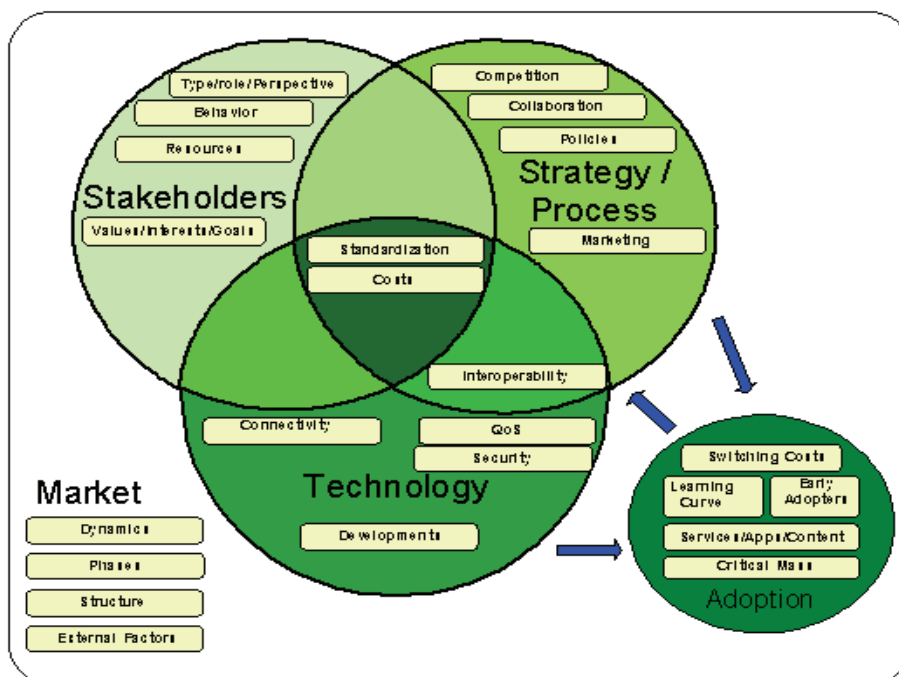 Type/role/Perspective
Behavior
Resources
Stakeholders
Values/Interests/Goals
Competition
Collaboration
Policies
Strategy /
Process
Marketing
Standardization
Costs
Interoperability
Connectivity
QoS
Security
Technology
Developments
Market
Dynamics
Phases
Structure
External Factors
Switching Costs
Learning
Curve
Early
Adopters
Services/Apps/Content
Critical Mass
Adoption